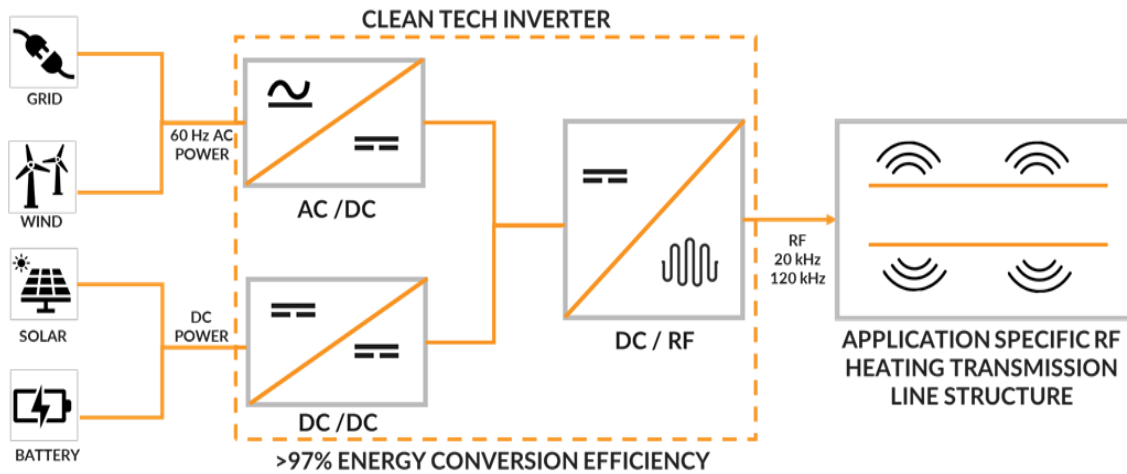 CLEAN TECH INVERTER
GRID
60 Hz AC
POWER
WIND
AC /DC
SOLAR
DC
POWER
BATTERY
DC /DC
DC / RF
RF
20 kHz
120 kHz
APPLICATION SPECIFIC RF
HEATING TRANSMISSION
LINE STRUCTURE
>97% ENERGY CONVERSION EFFICIENCY